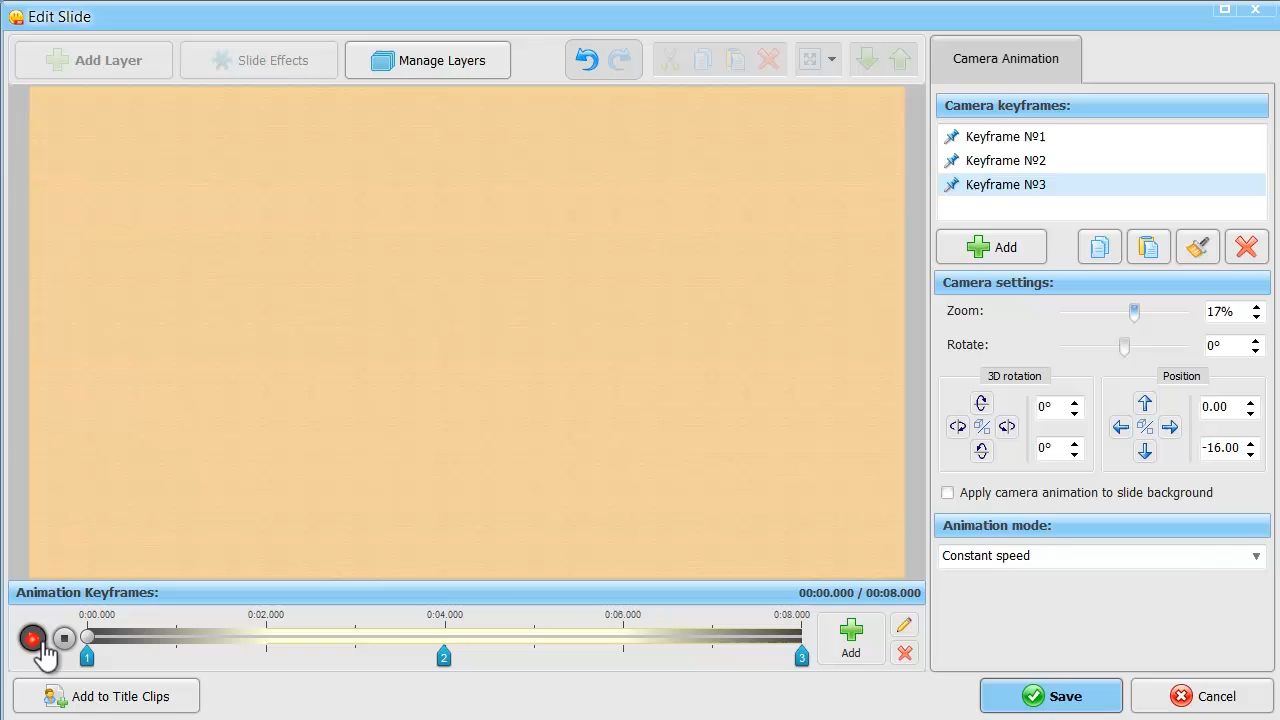 Edit Slide
Add Layer
Slide Effects
Manage Layers
Camera Animation
Camera keyframes:
Keyframe №1
Keyframe №2
Keyframe №3
Add
Camera settings:
Zoom:
17%
Rotate:
0°
3D rotation
Position
0°
0.00
0°
-16.00
Apply camera animation to slide background
Animation mode:
Constant speed
Animation Keyframes:
00:00.000 / 00:08.000
0:00.000
0:02.000
0:04.000
0:06.000
0:08.000
1
2
3
Add
Add to Title Clips
Save
Cancel